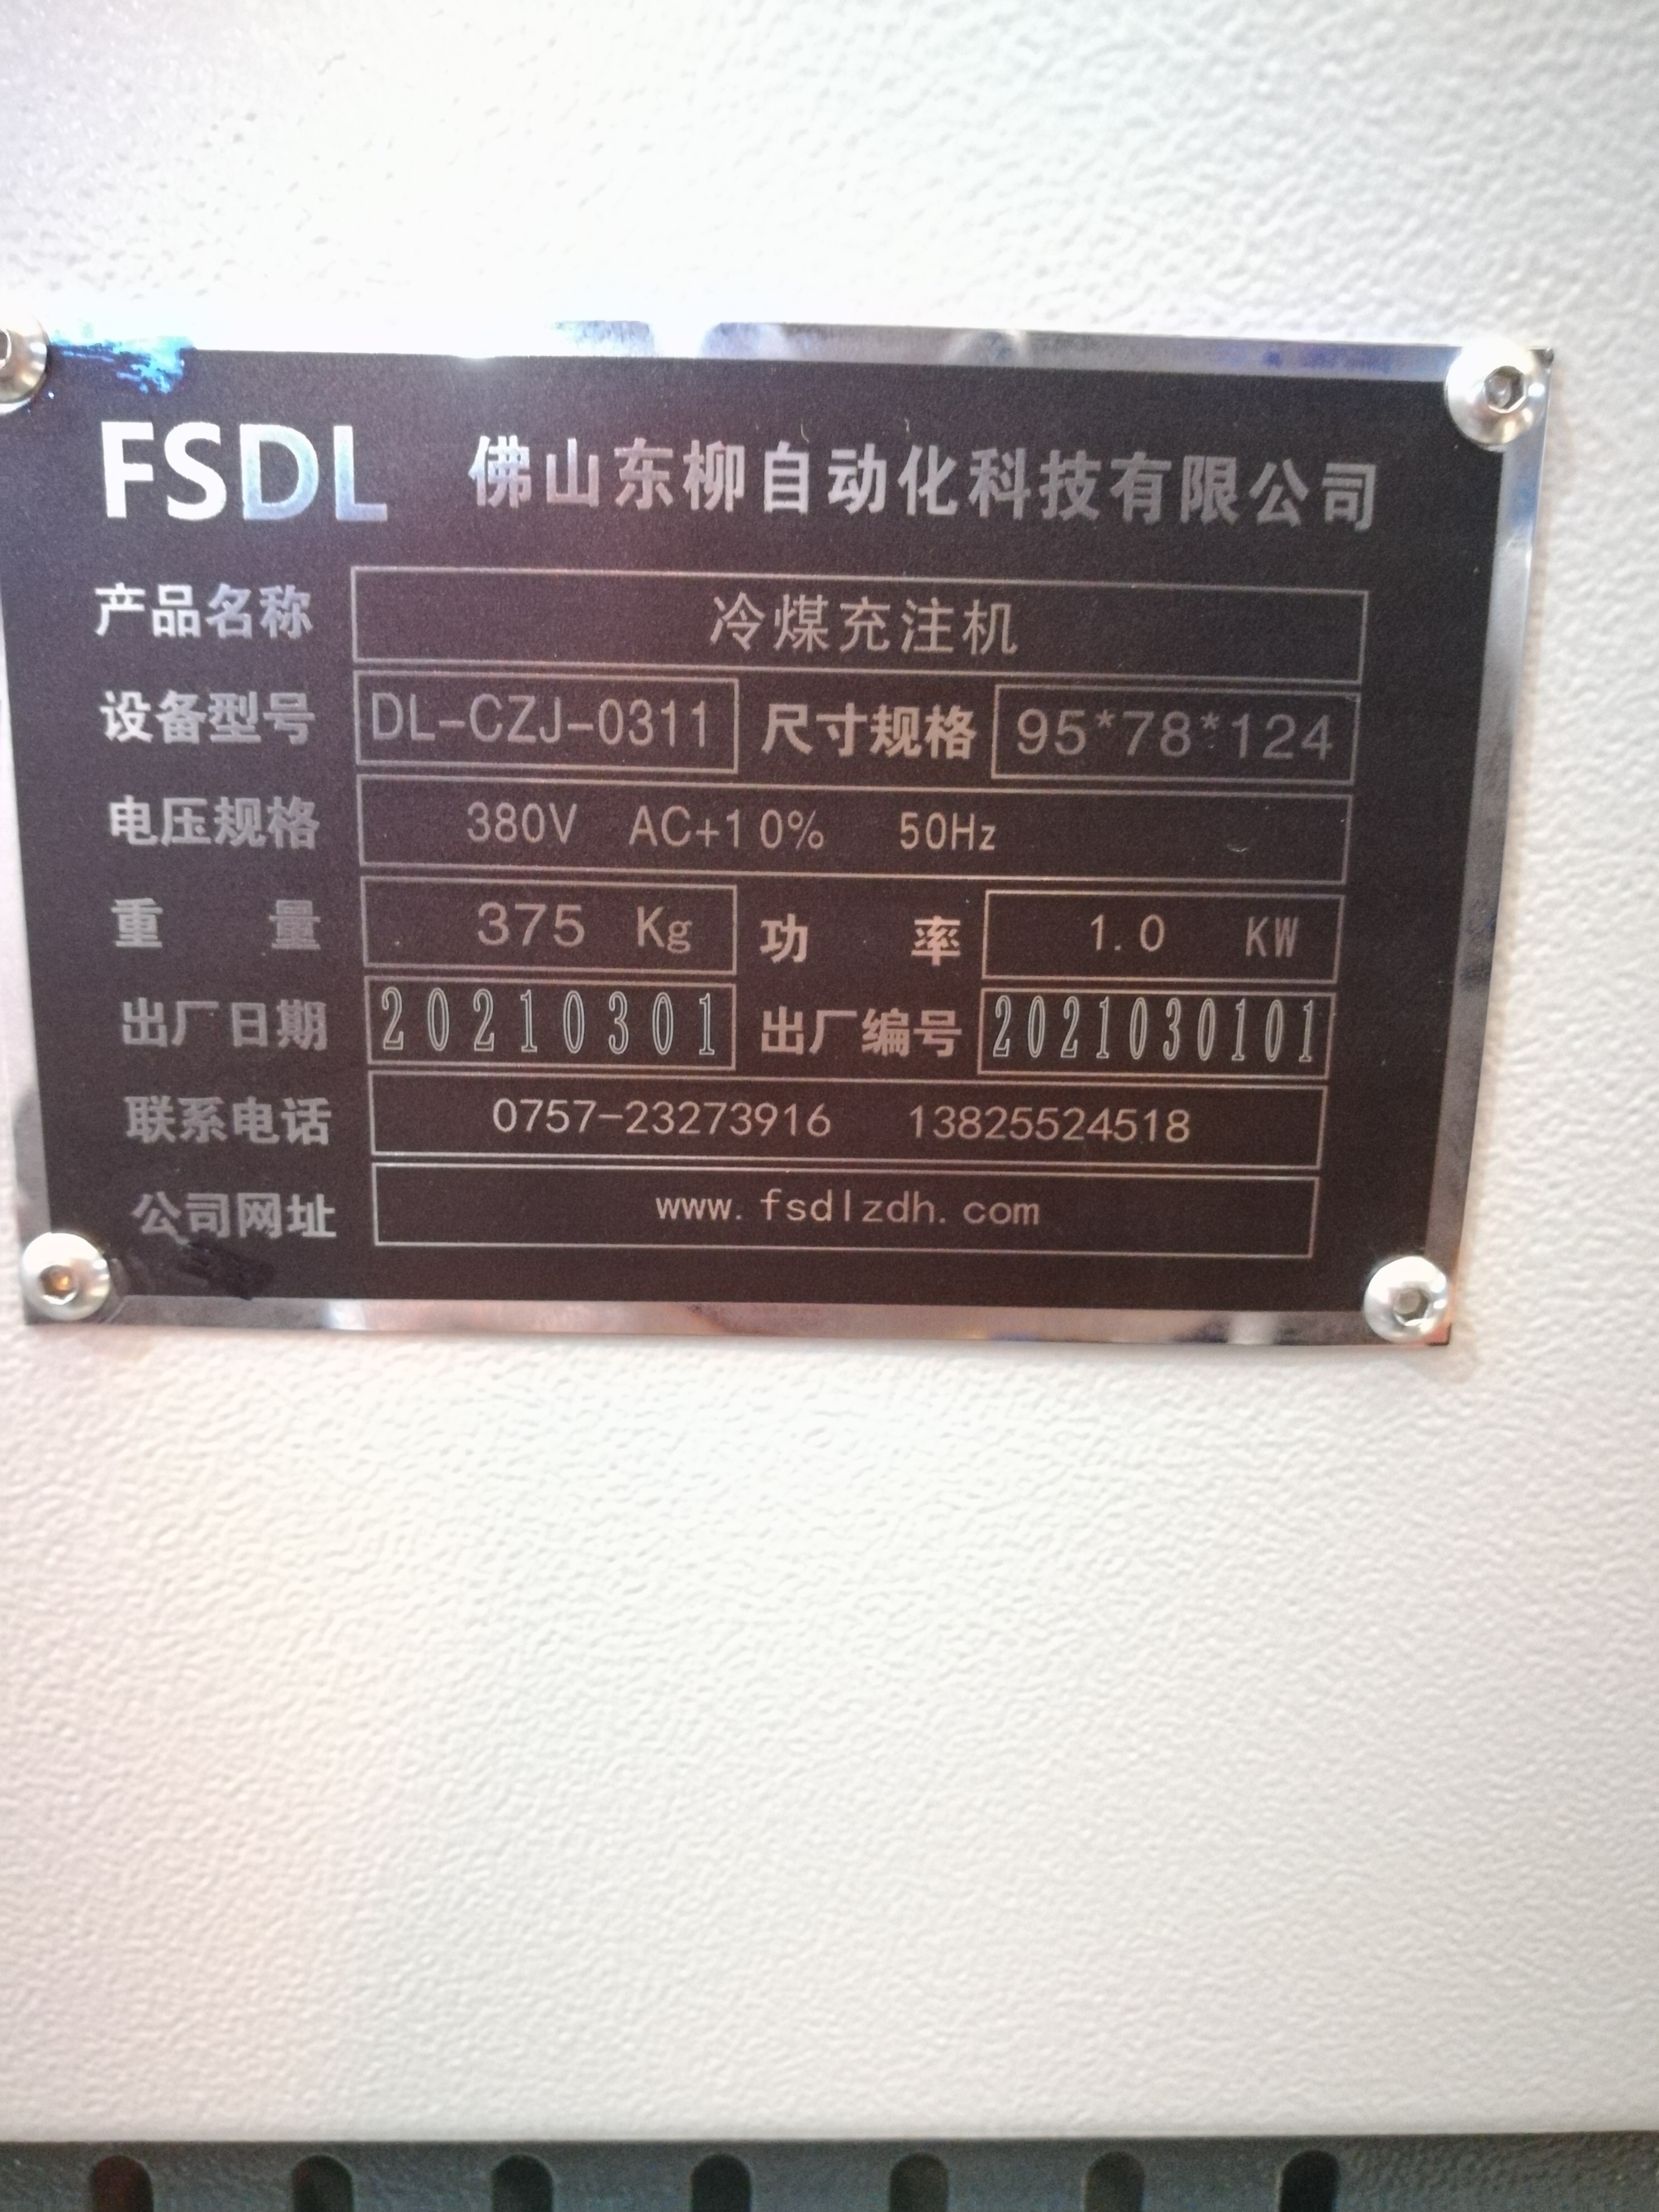 FSDL 佛山东柳自动化科技有限公司
产品名称 冷煤充注机
设备型号 DL-CZJ-0311 尺寸规格 95*78*124
电压规格 380V AC+10% 50Hz
重量 375 Kg 功率 1.0 KW
出厂日期 20210301 出厂编号 2021030101
联系电话 0757-23273916 13825524518
公司网址 www.fsdlzdh.com